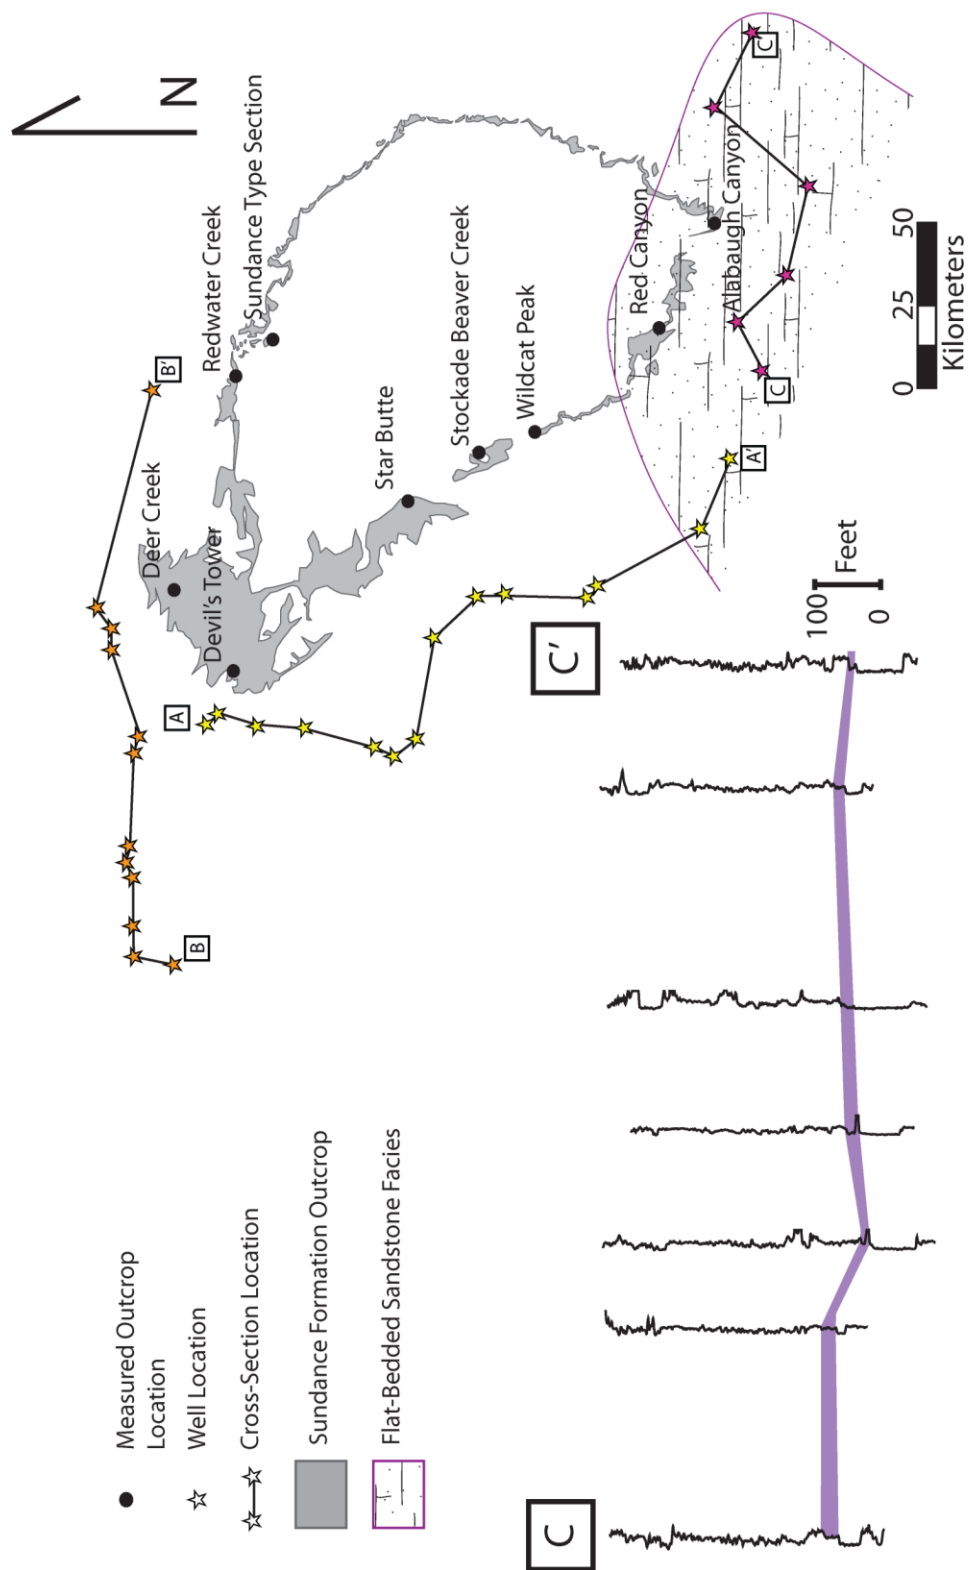 N
B'
Redwater Creek
Sundance Type Section
Deer Creek
Devil's Tower
A
B
Star Butte
Stockade Beaver Creek
Wildcat Peak
Red Canyon
Alabaugh Canyon
C
C
A'
0 25 50
Kilometers
Measured Outcrop
Location
Well Location
Cross-Section Location
Sundance Formation Outcrop
Flat-Bedded Sandstone Facies
C
C'
100
0
Feet